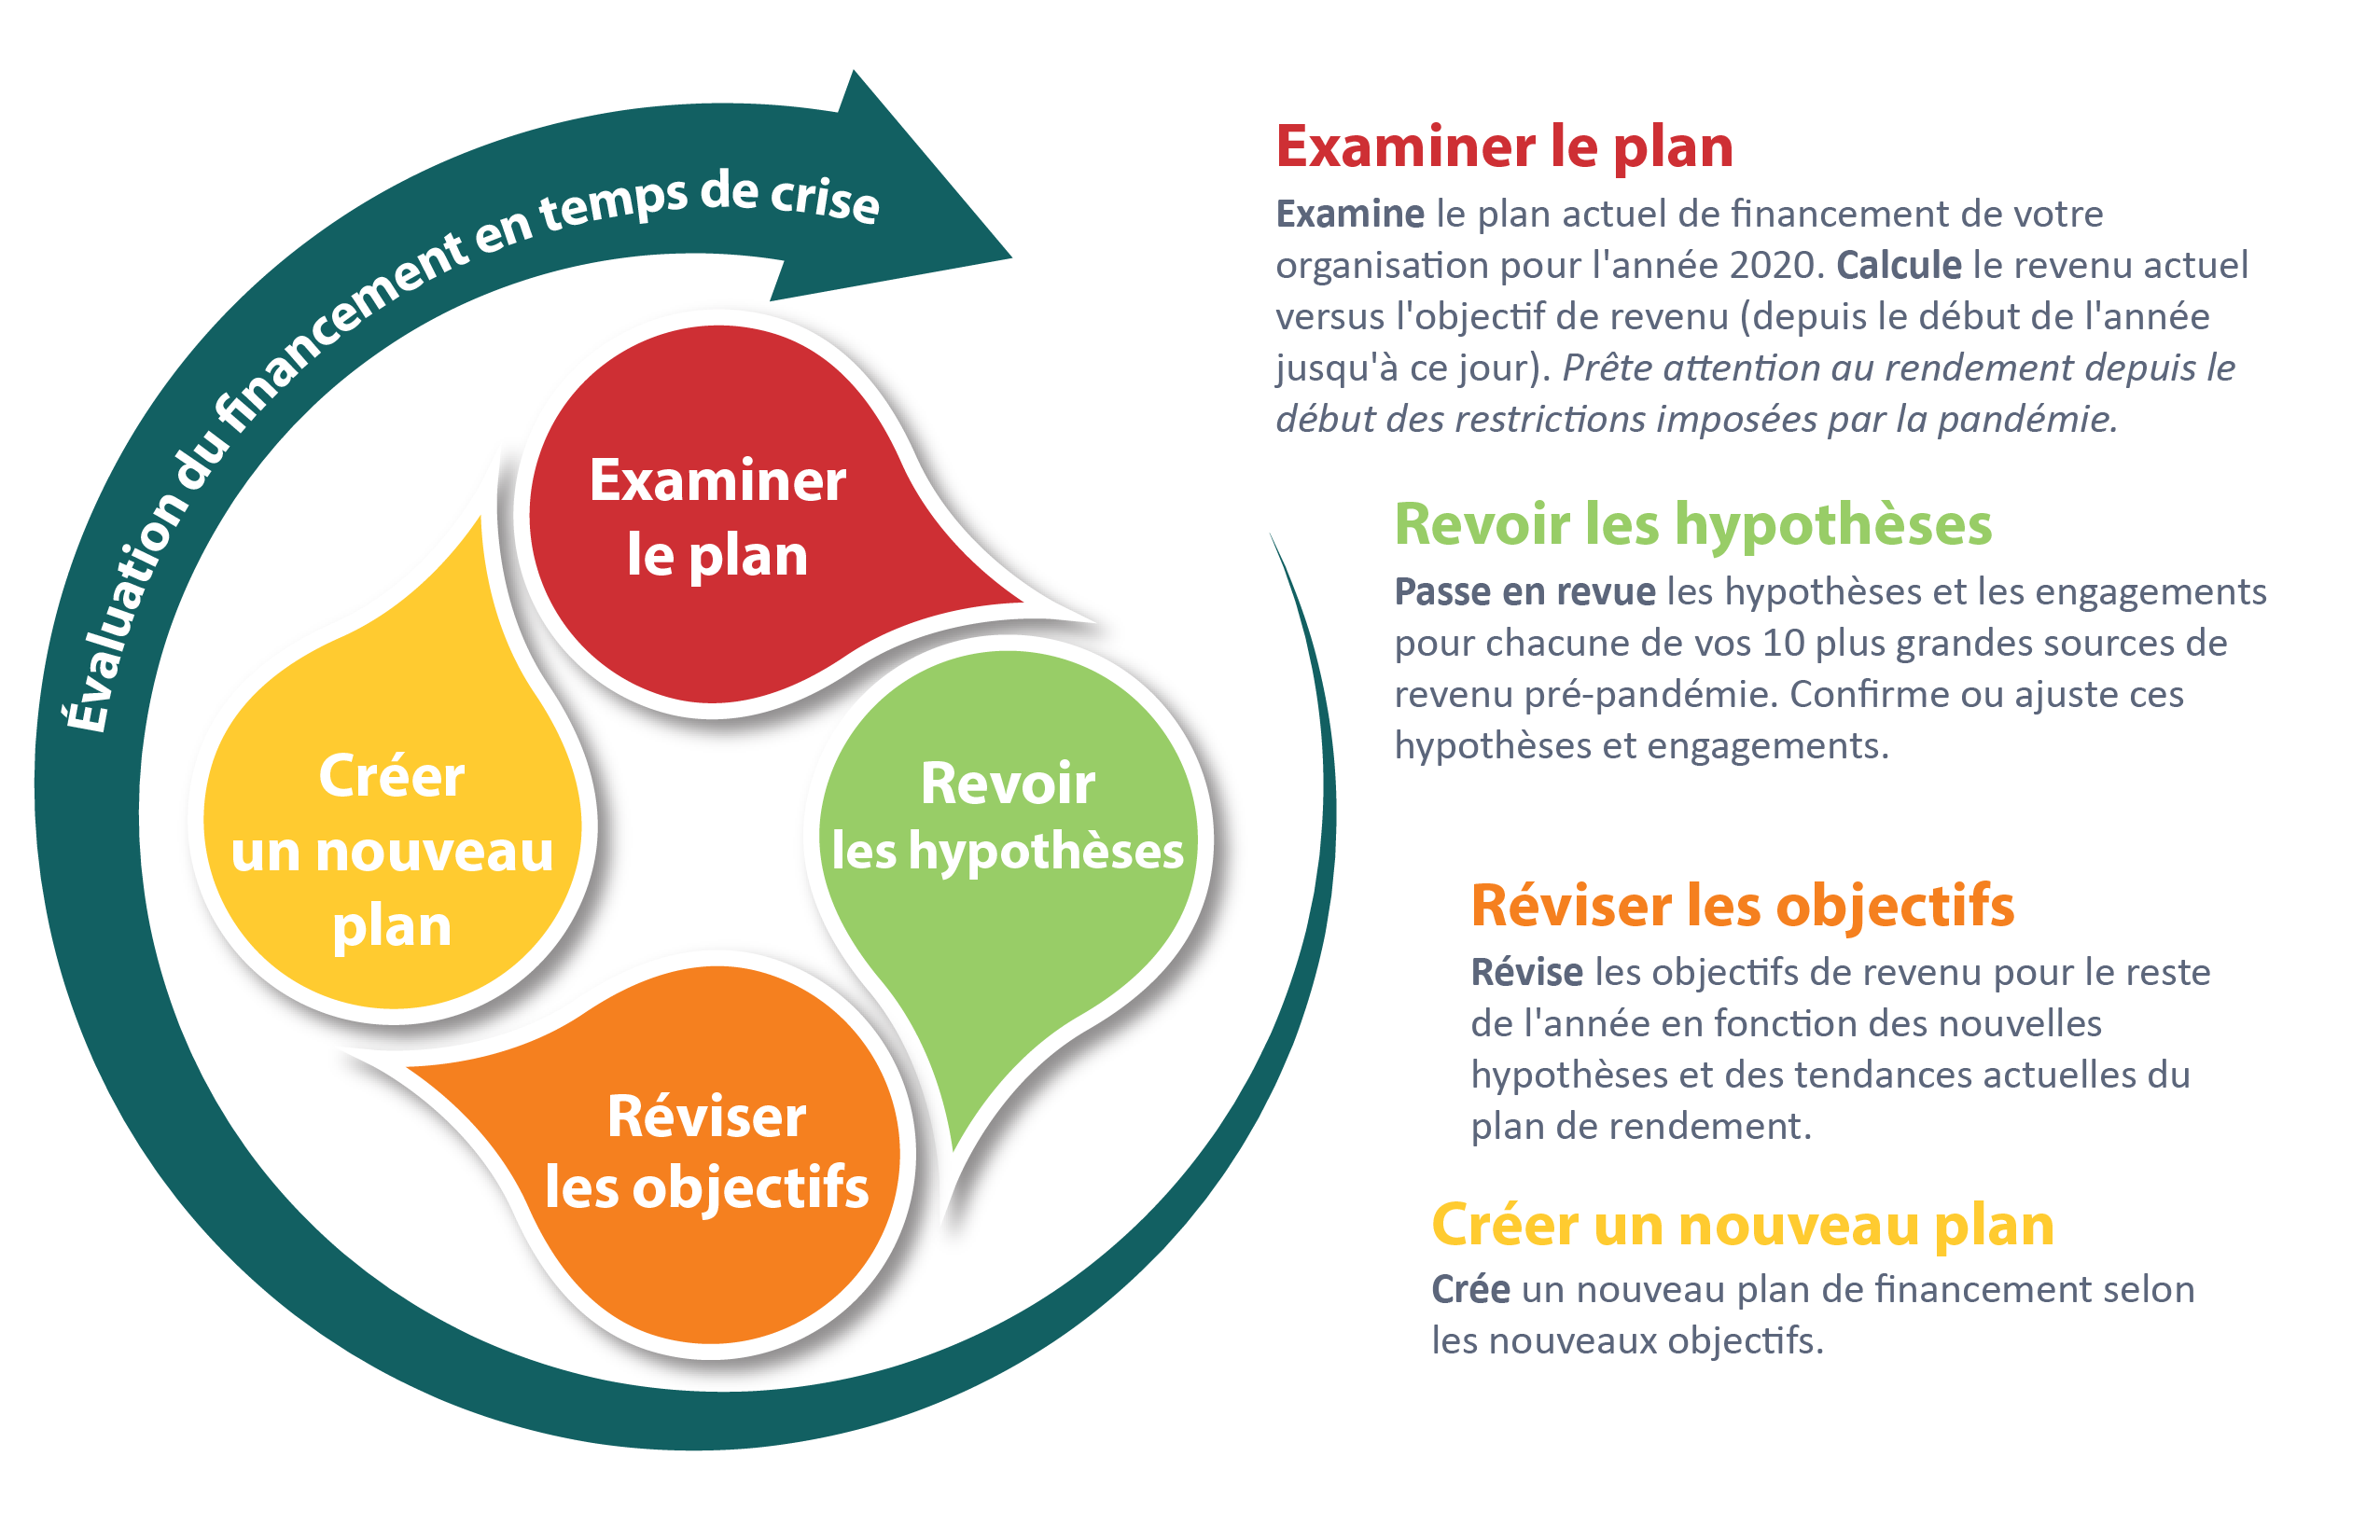 Évaluation du financement en temps de crise
Examiner
le plan
Revoir
les hypothèses
Réviser
les objectifs
Créer
un nouveau
plan
Examiner le plan
Examine le plan actuel de financement de votre
organisation pour l'année 2020. Calcule le revenu actuel
versus l'objectif de revenu (depuis le début de l'année
jusqu'à ce jour). Prête attention au rendement depuis le
début des restrictions imposées par la pandémie.
Revoir les hypothèses
Passe en revue les hypothèses et les engagements
pour chacune de vos 10 plus grandes sources de
revenu pré-pandémie. Confirme ou ajuste ces
hypothèses et engagements.
Réviser les objectifs
Révise les objectifs de revenu pour le reste
de l'année en fonction des nouvelles
hypothèses et des tendances actuelles du
plan de rendement.
Créer un nouveau plan
Crée un nouveau plan de financement selon
les nouveaux objectifs.